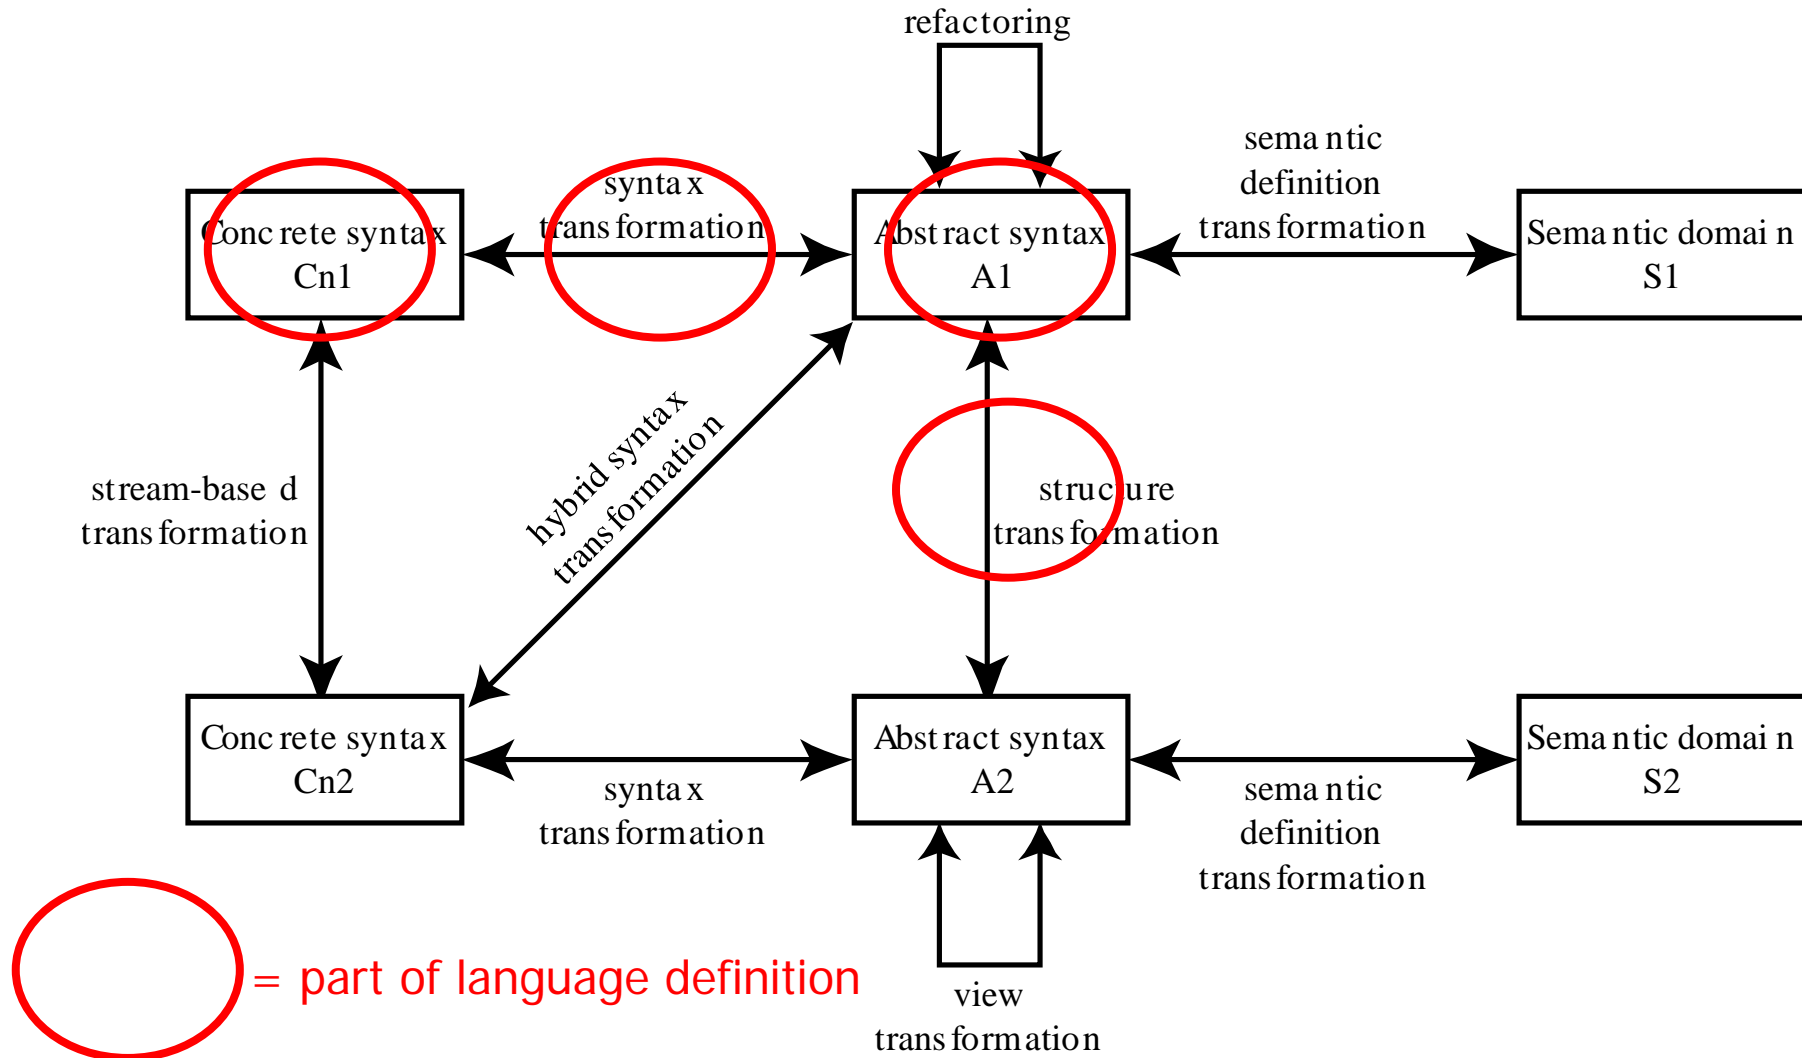 refactoring
semantic
definition
transformation
syntax
transformation
Concrete syntax
Cn1
Abstract syntax
A1
Semantic domain
S1
hybrid syntax
transformation
stream-based
transformation
structure
transformation
Concrete syntax
Cn2
Abstract syntax
A2
Semantic domain
S2
syntax
transformation
semantic
definition
transformation
= part of language definition
view
transformation